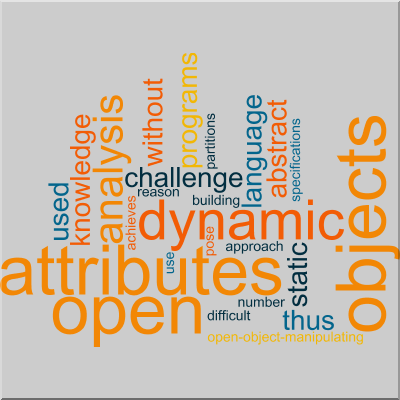 programs
without
partitions
language
analysis
abstract
knowledge
specifications
objects
challenge
used
reason
achieves
building
dynamic
pose
approach
use
attributes
static
open
number
difficult
thus
open-object-manipulating